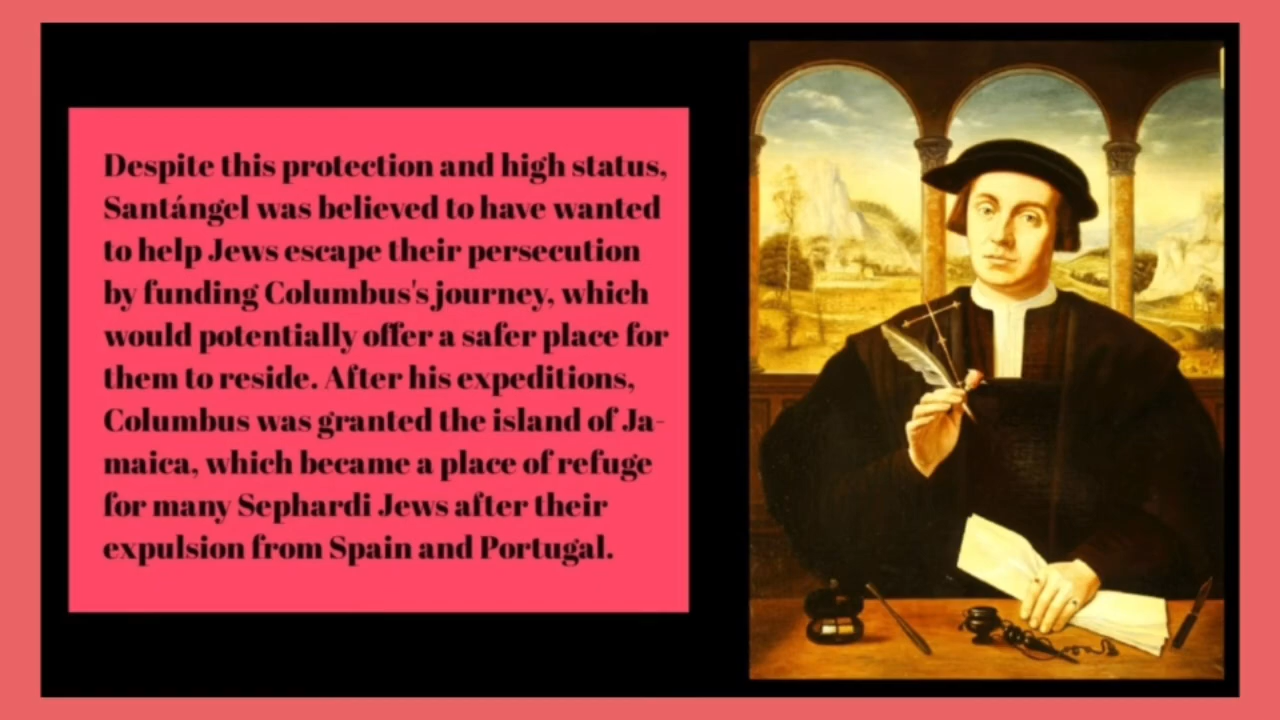 Despite this protection and high status,
Santángel was believed to have wanted
to help Jews escape their persecution
by funding Columbus's journey, which
would potentially offer a safer place for
them to reside. After his expeditions,
Columbus was granted the island of Ja-
maica, which became a place of refuge
for many Sephardi Jews after their
expulsion from Spain and Portugal.